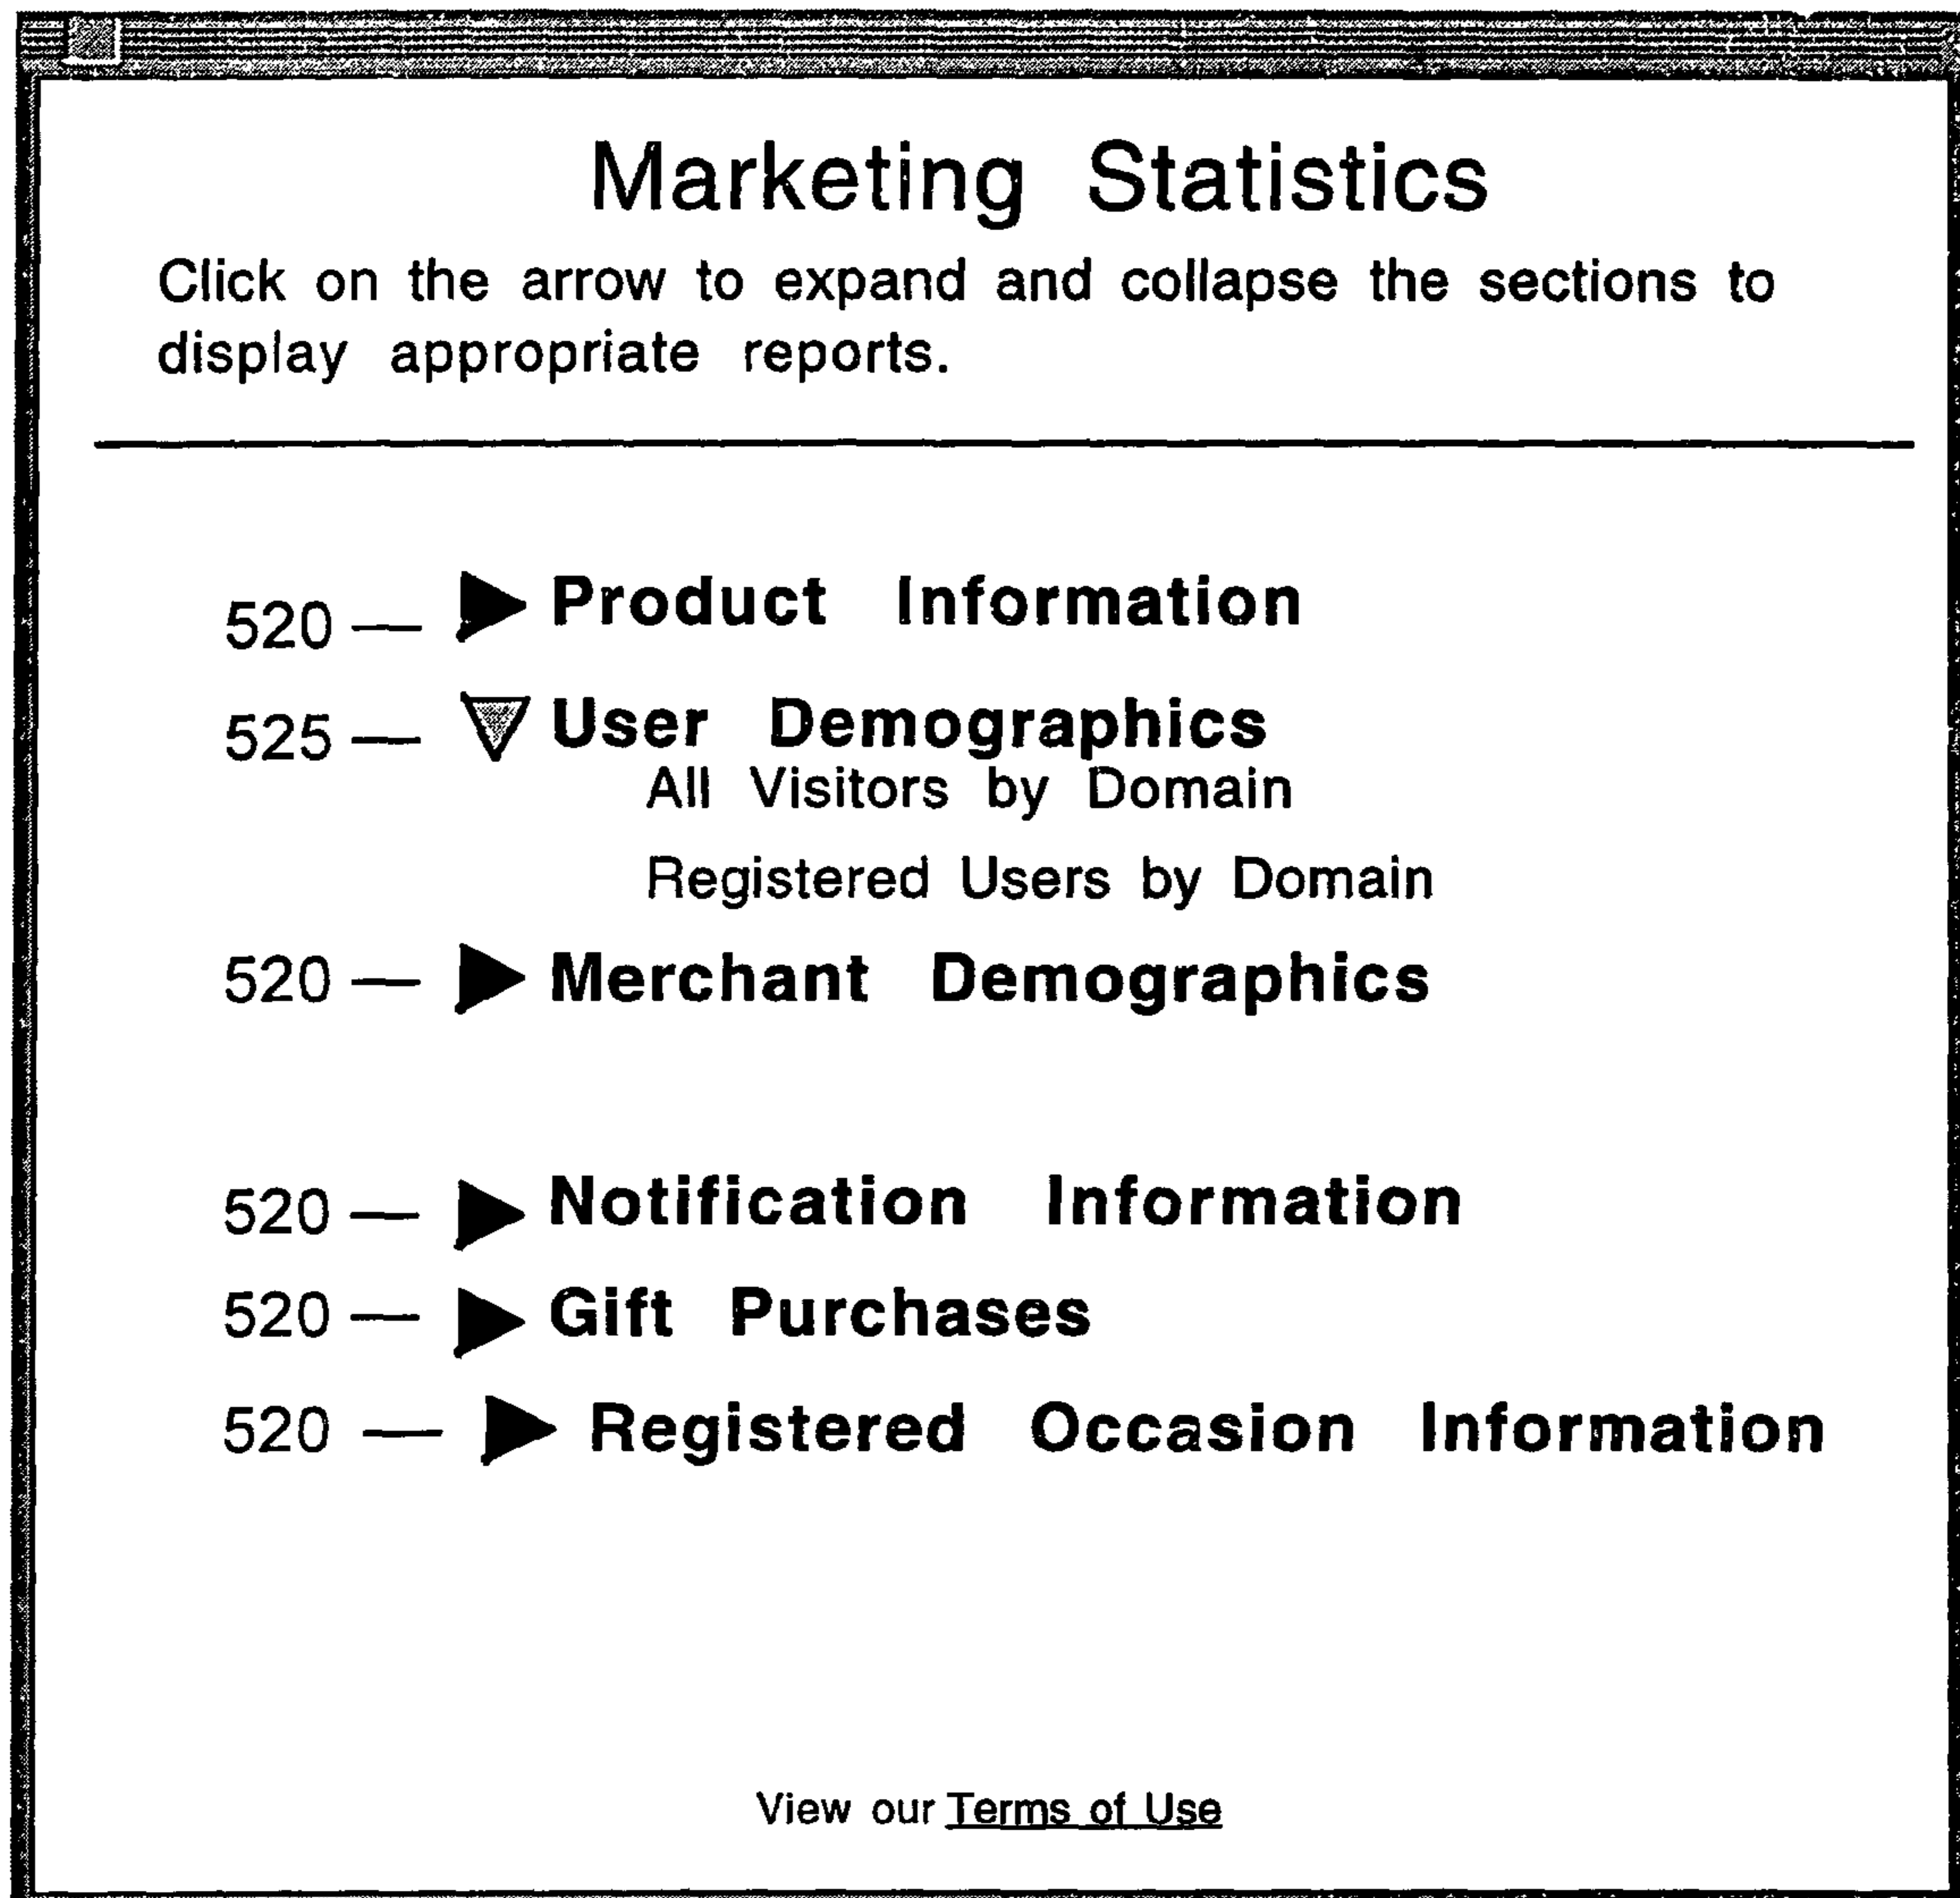 Marketing Statistics
Click on the arrow to expand and collapse the sections to
display appropriate reports.
520 — Product Information
525 — User Demographics
All Visitors by Domain
Registered Users by Domain
520 — Merchant Demographics
520 — Notification Information
520 — Gift Purchases
520 — Registered Occasion Information
View our Terms of Use